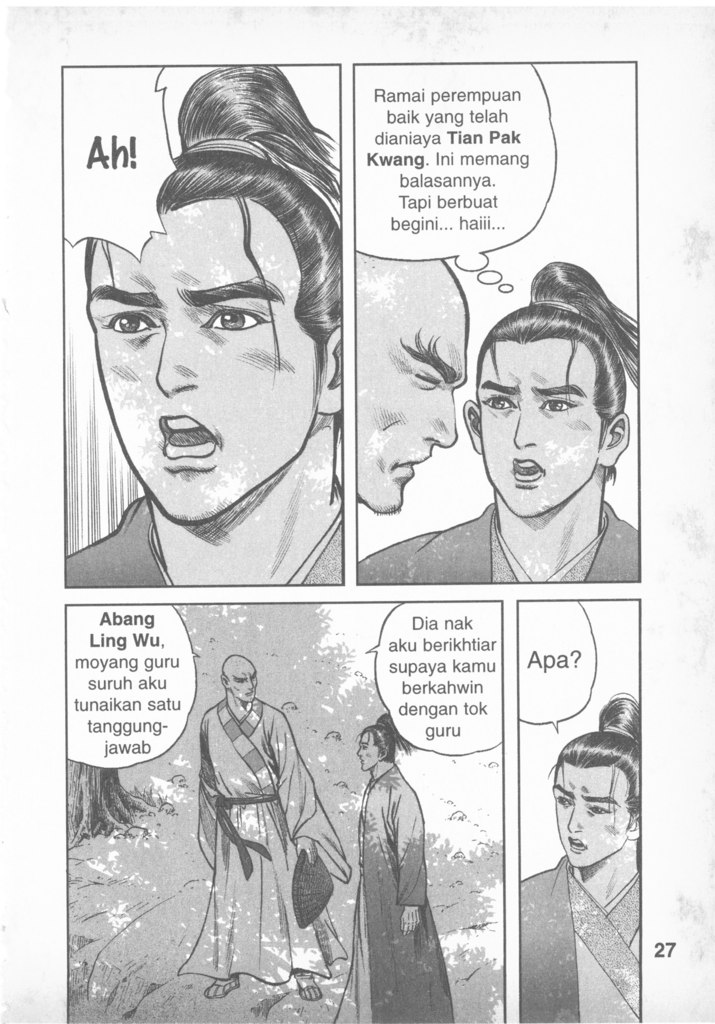 Ah!
Ramai perempuan
baik yang telah
dianiaya Tian Pak
Kwang. Ini memang
balasannya.
Tapi berbuat
begini... haiii...
Abang
Ling Wu,
moyang guru
suruh aku
tunaikan satu
tanggung-
jawab
Dia nak
aku berikhtiar
supaya kamu
berkahwin
dengan tok
guru
Apa?
27